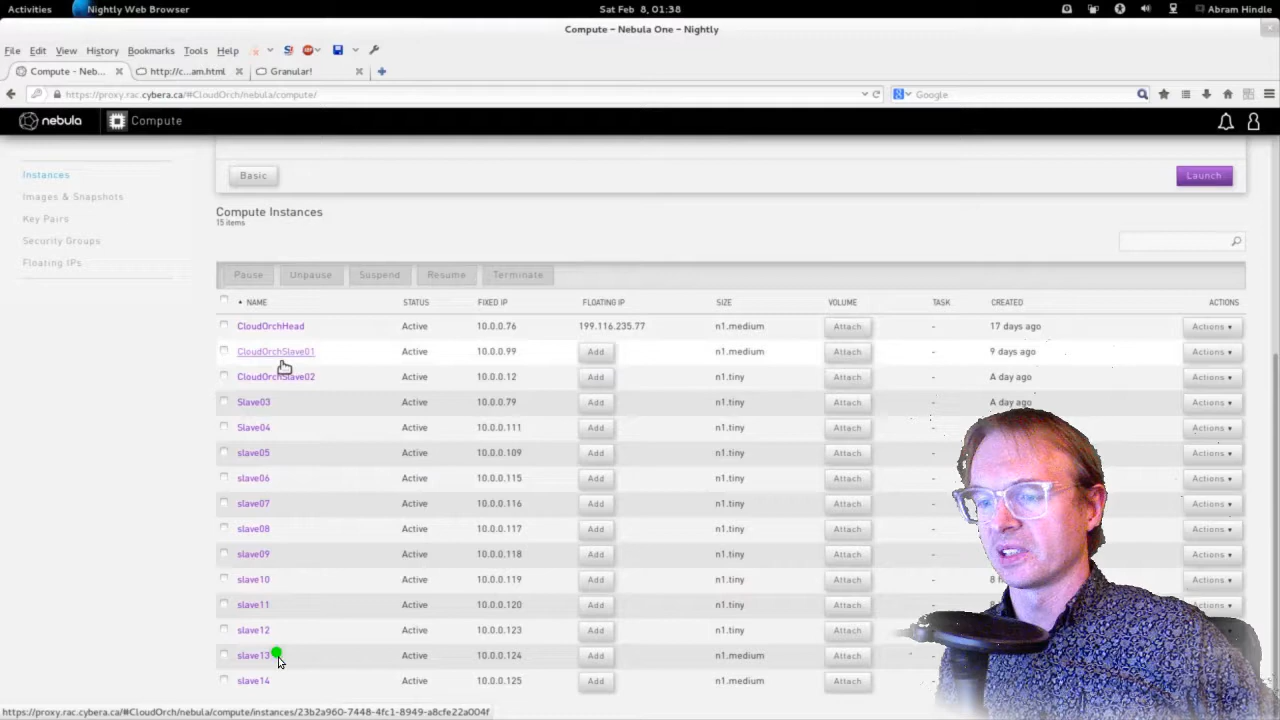 Activities Nightly Web Browser Sat Feb 8, 01:38 Abram Hindle
Compute – Nebula One – Nightly
File Edit View History Bookmarks Tools Help
Compute - Neb... http://c...am.html Granular!
https://proxy.rac.cybera.ca/#CloudOrch/nebula/compute/ Google
nebula Compute
Instances
Images & Snapshots
Key Pairs
Security Groups
Floating IPs
Basic Launch
Compute Instances
15 items
Pause Unpause Suspend Resume Terminate
NAME STATUS FIXED IP FLOATING IP SIZE VOLUME TASK CREATED ACTIONS
CloudOrchHead Active 10.0.0.76 199.116.235.77 n1.medium Attach - 17 days ago Actions
CloudOrchSlave01 Active 10.0.0.99 Add n1.medium Attach - 9 days ago Actions
CloudOrchSlave02 Active 10.0.0.12 Add n1.tiny Attach - A day ago Actions
Slave03 Active 10.0.0.79 Add n1.tiny Attach - A day ago Actions
Slave04 Active 10.0.0.111 Add n1.tiny Attach - Actions
slave05 Active 10.0.0.109 Add n1.tiny Attach Actions
slave06 Active 10.0.0.115 Add n1.tiny Attach Actions
slave07 Active 10.0.0.116 Add n1.tiny Attach - Actions
slave08 Active 10.0.0.117 Add n1.tiny Attach - Actions
slave09 Active 10.0.0.118 Add n1.tiny Attach - Actions
slave10 Active 10.0.0.119 Add n1.tiny Attach - 8 Actions
slave11 Active 10.0.0.120 Add n1.tiny Attach - Actions
slave12 Active 10.0.0.123 Add n1.tiny Attach Actions
slave13 Active 10.0.0.124 Add n1.medium Attach
slave14 Active 10.0.0.125 Add n1.medium Attach
https://proxy.rac.cybera.ca/#CloudOrch/nebula/compute/instances/23b2a960-7448-4fc1-8949-a8cfe22a004f